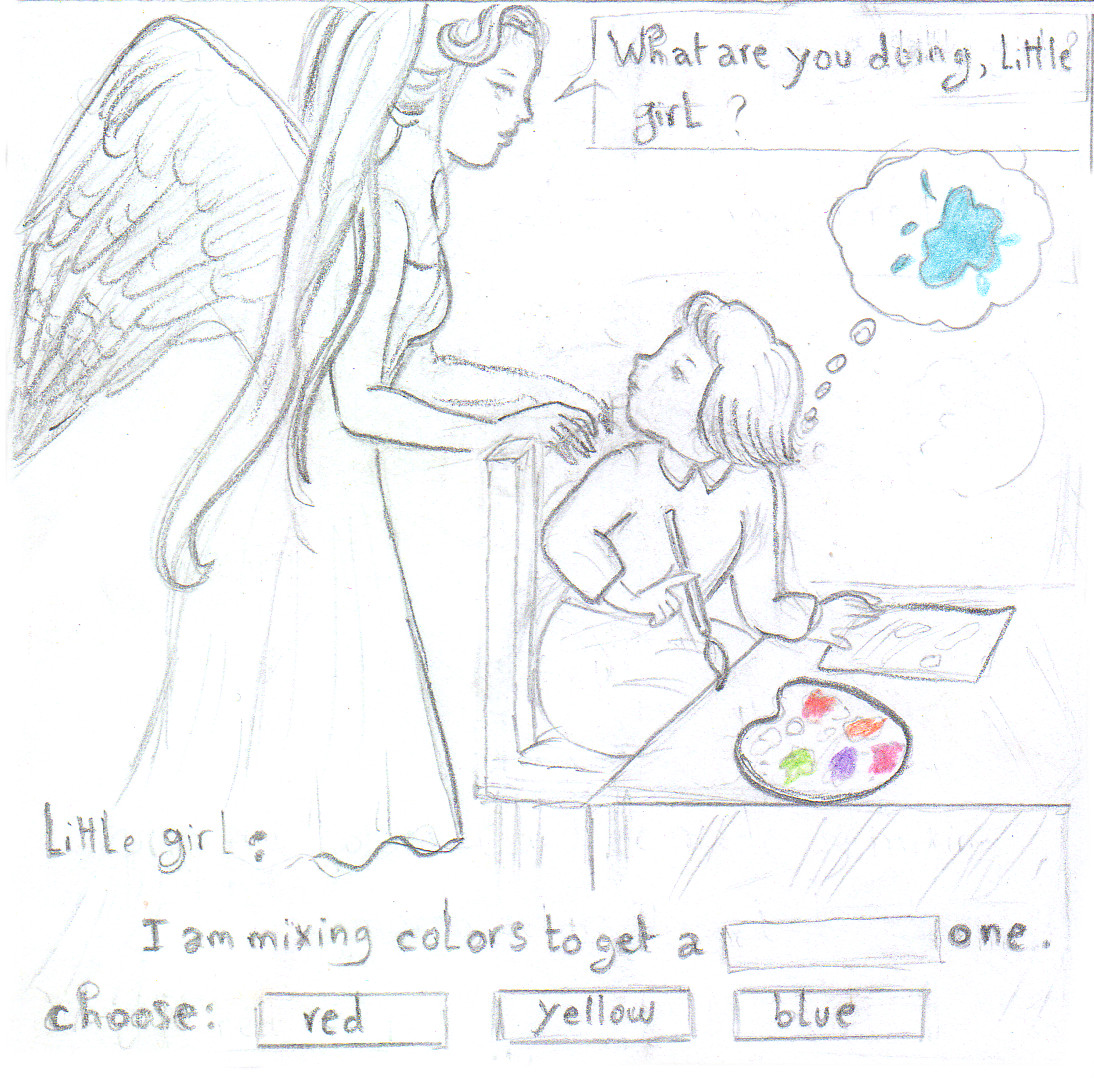 What are you doing, Little
girl ?
Little girl :
I am mixing colors to get a one.
choose: red yellow blue